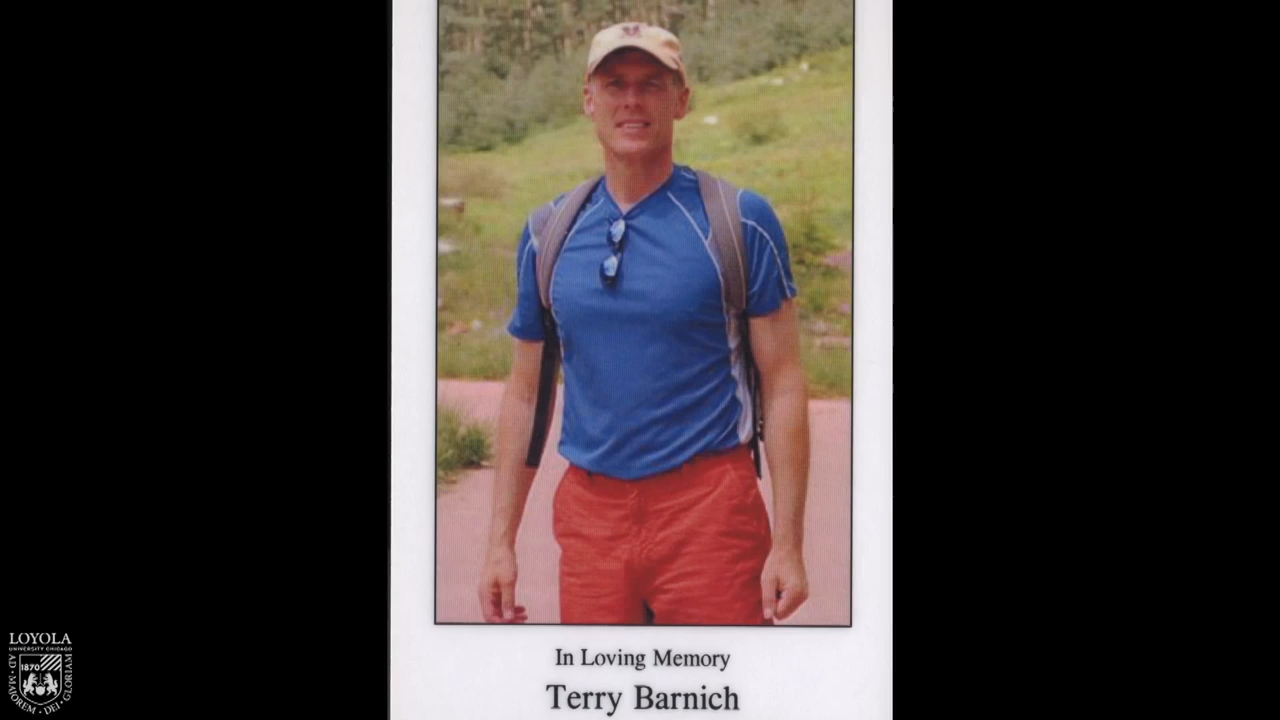 In Loving Memory
Terry Barnich
LOYOLA
UNIVERSITY CHICAGO
1870
AD • MAJOREM • DEI • GLORIAM